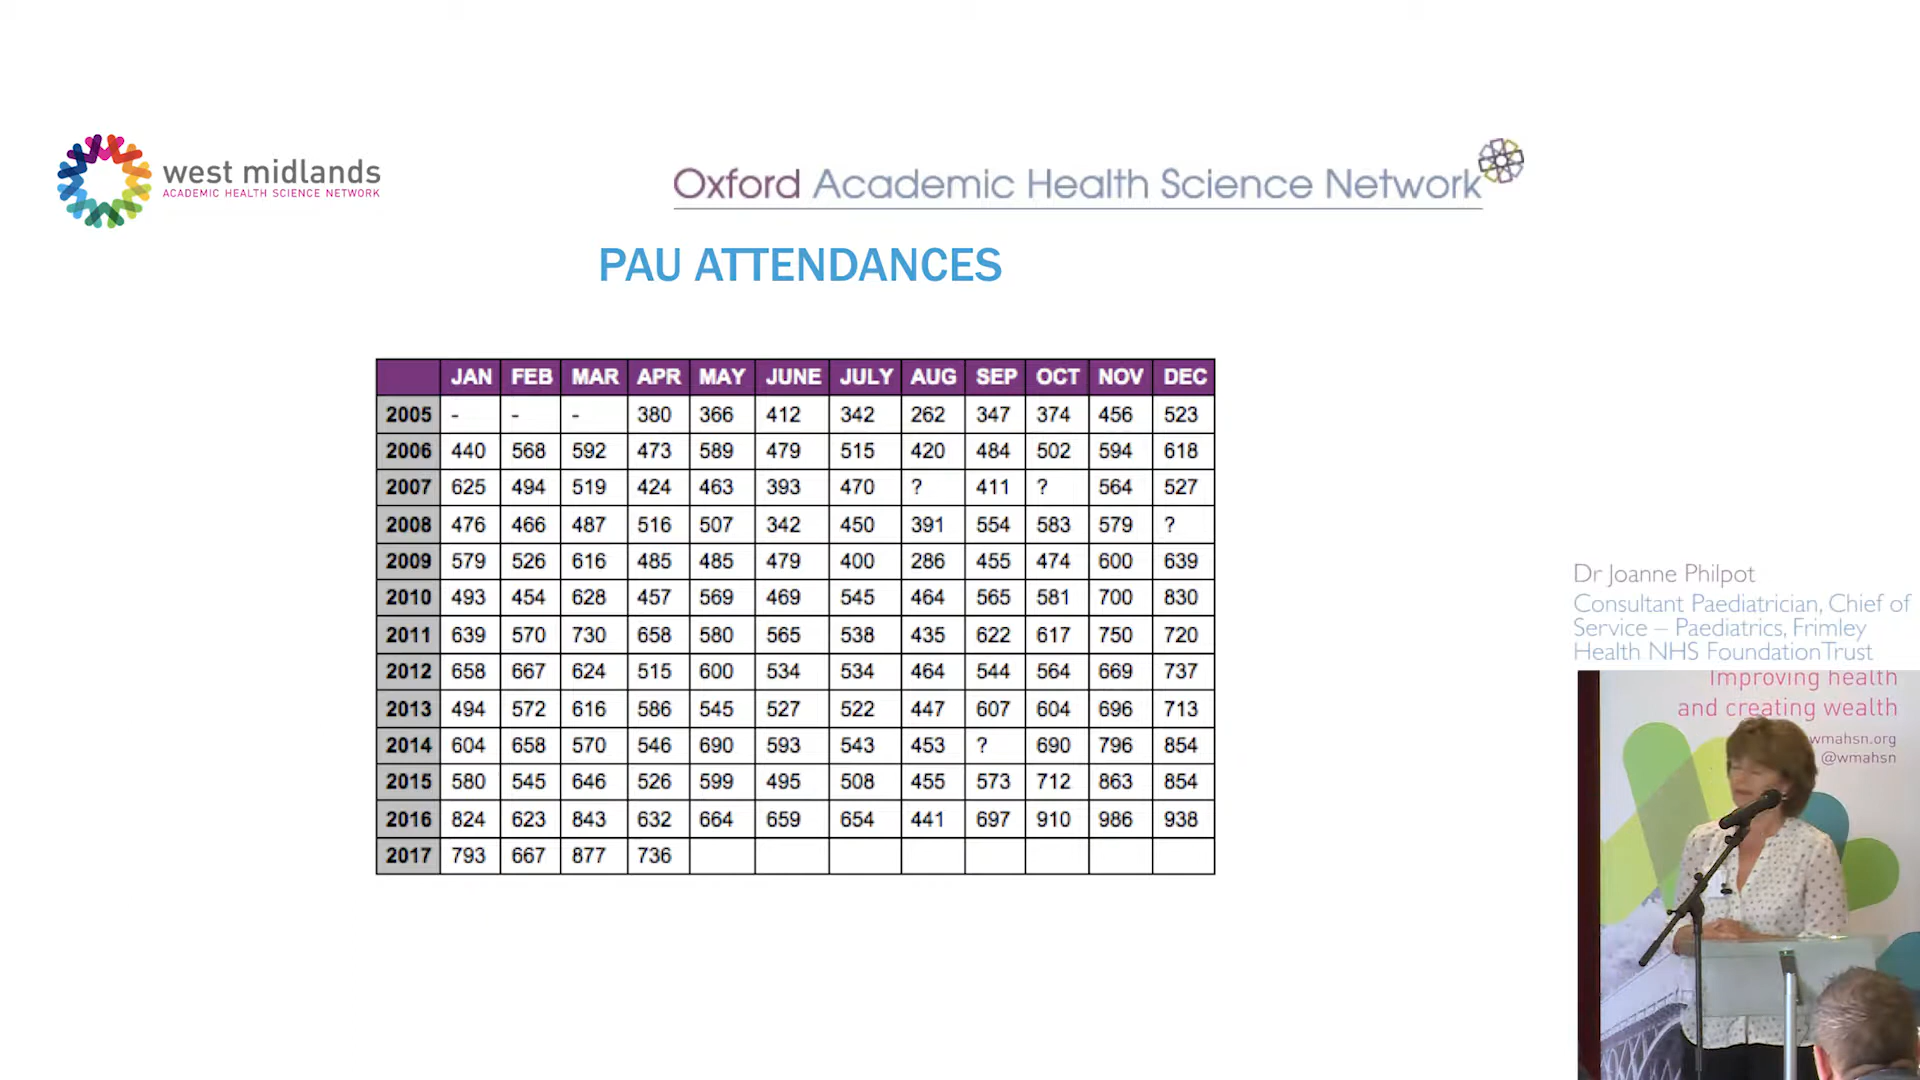 west midlands
ACADEMIC HEALTH SCIENCE NETWORK
Oxford Academic Health Science Network
PAU ATTENDANCES
JAN FEB MAR APR MAY JUNE JULY AUG SEP OCT NOV DEC
2005 - - - 380 366 412 342 262 347 374 456 523
2006 440 568 592 473 589 479 515 420 484 502 594 618
2007 625 494 519 424 463 393 470 ? 411 ? 564 527
2008 476 466 487 516 507 342 450 391 554 583 579 ?
2009 579 526 616 485 485 479 400 286 455 474 600 639
2010 493 454 628 457 569 469 545 464 565 581 700 830
2011 639 570 730 658 580 565 538 435 622 617 750 720
2012 658 667 624 515 600 534 534 464 544 564 669 737
2013 494 572 616 586 545 527 522 447 607 604 696 713
2014 604 658 570 546 690 593 543 453 ? 690 796 854
2015 580 545 646 526 599 495 508 455 573 712 863 854
2016 824 623 843 632 664 659 654 441 697 910 986 938
2017 793 667 877 736
Dr Joanne Philpot
Consultant Paediatrician, Chief of
Service – Paediatrics, Frimley
Health NHS FoundationTrust
Improving health
and creating wealth
wmahsn.org
@wmahsn